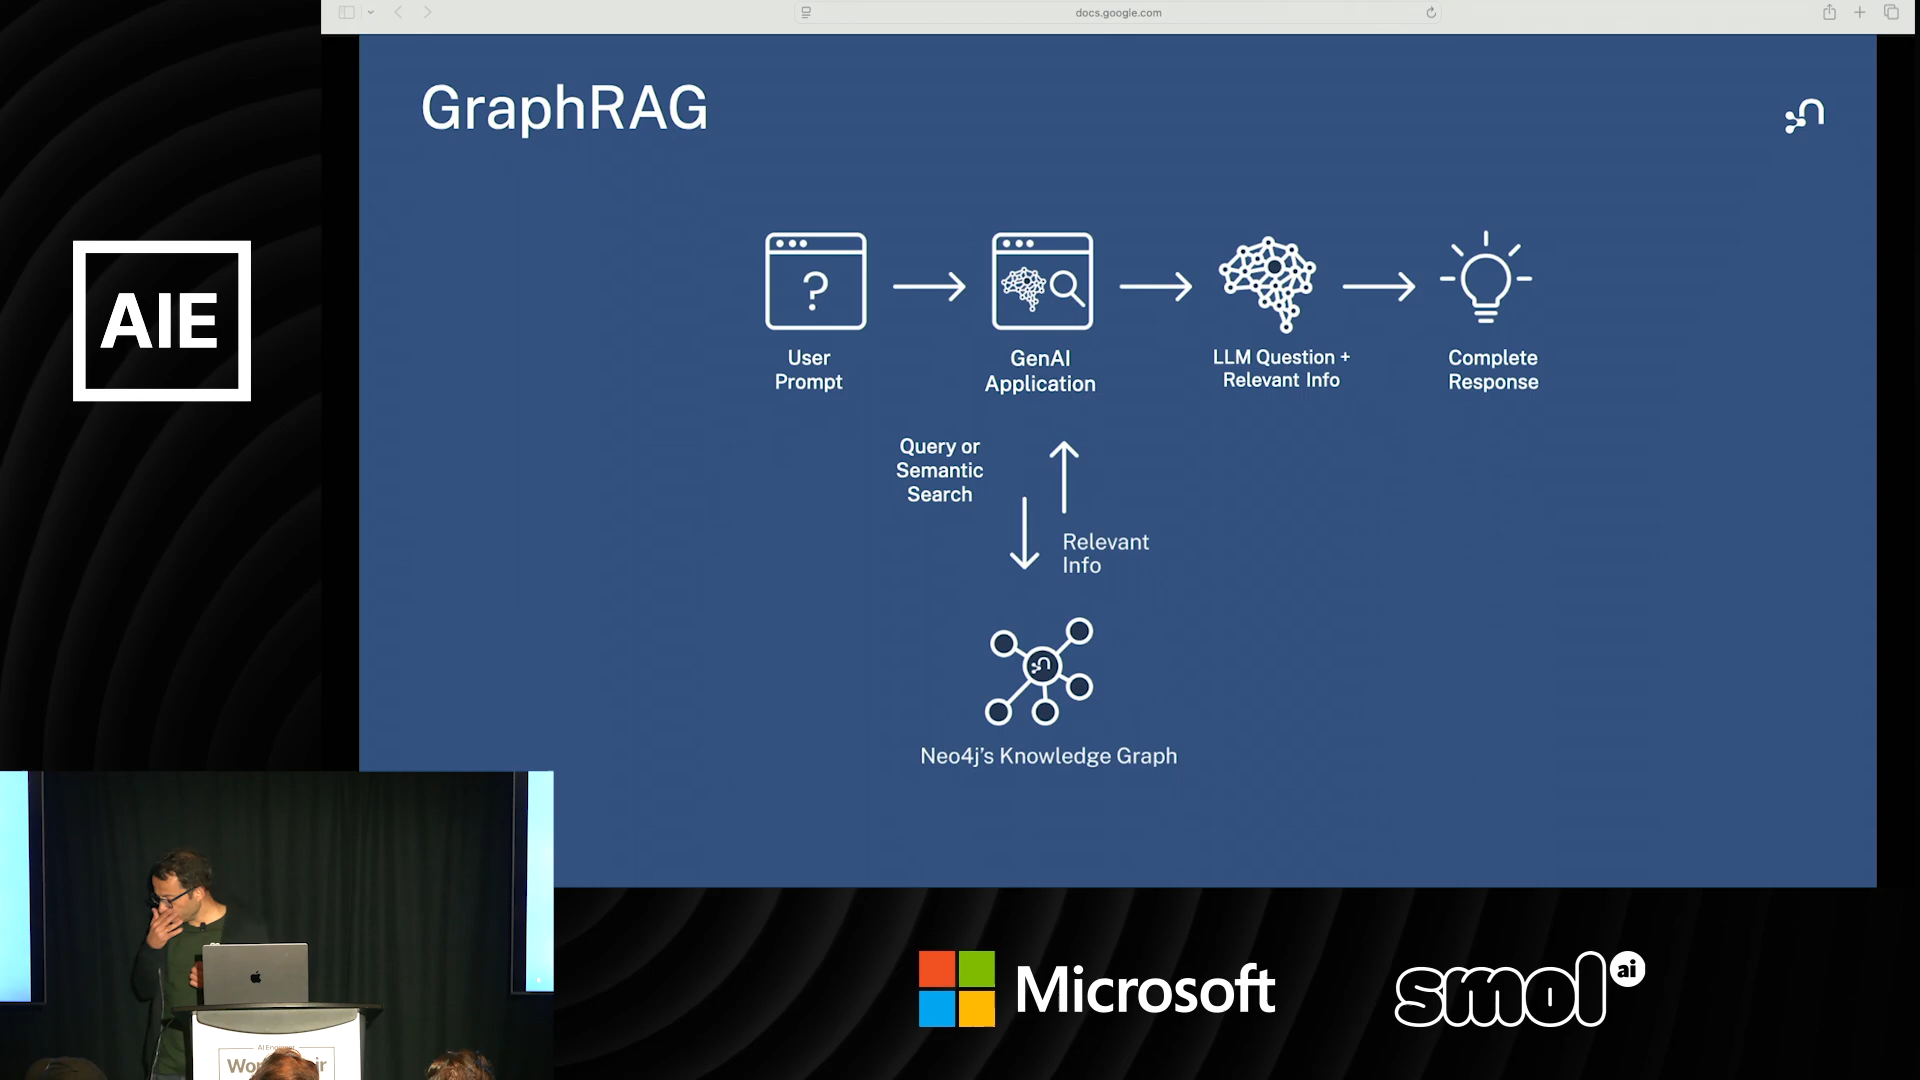 docs.google.com
GraphRAG
AIE
?
User
Prompt
GenAI
Application
LLM Question +
Relevant Info
Complete
Response
Query or
Semantic
Search
Relevant
Info
Neo4j's Knowledge Graph
Microsoft
smol ai